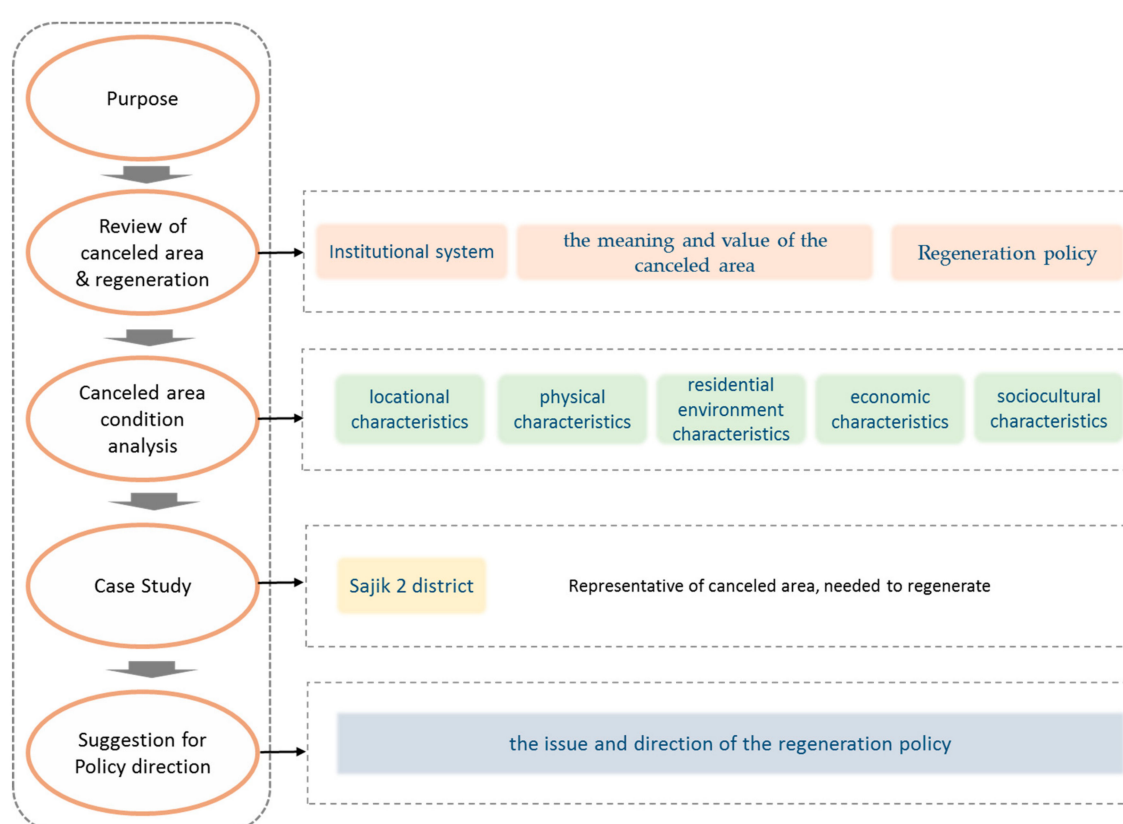 Purpose
Review of
canceled area
& regeneration
Institutional system
the meaning and value of the
canceled area
Regeneration policy
Canceled area
condition
analysis
locational
characteristics
physical
characteristics
residential
environment
characteristics
economic
characteristics
sociocultural
characteristics
Case Study
Sajik 2 district
Representative of canceled area, needed to regenerate
Suggestion for
Policy direction
the issue and direction of the regeneration policy